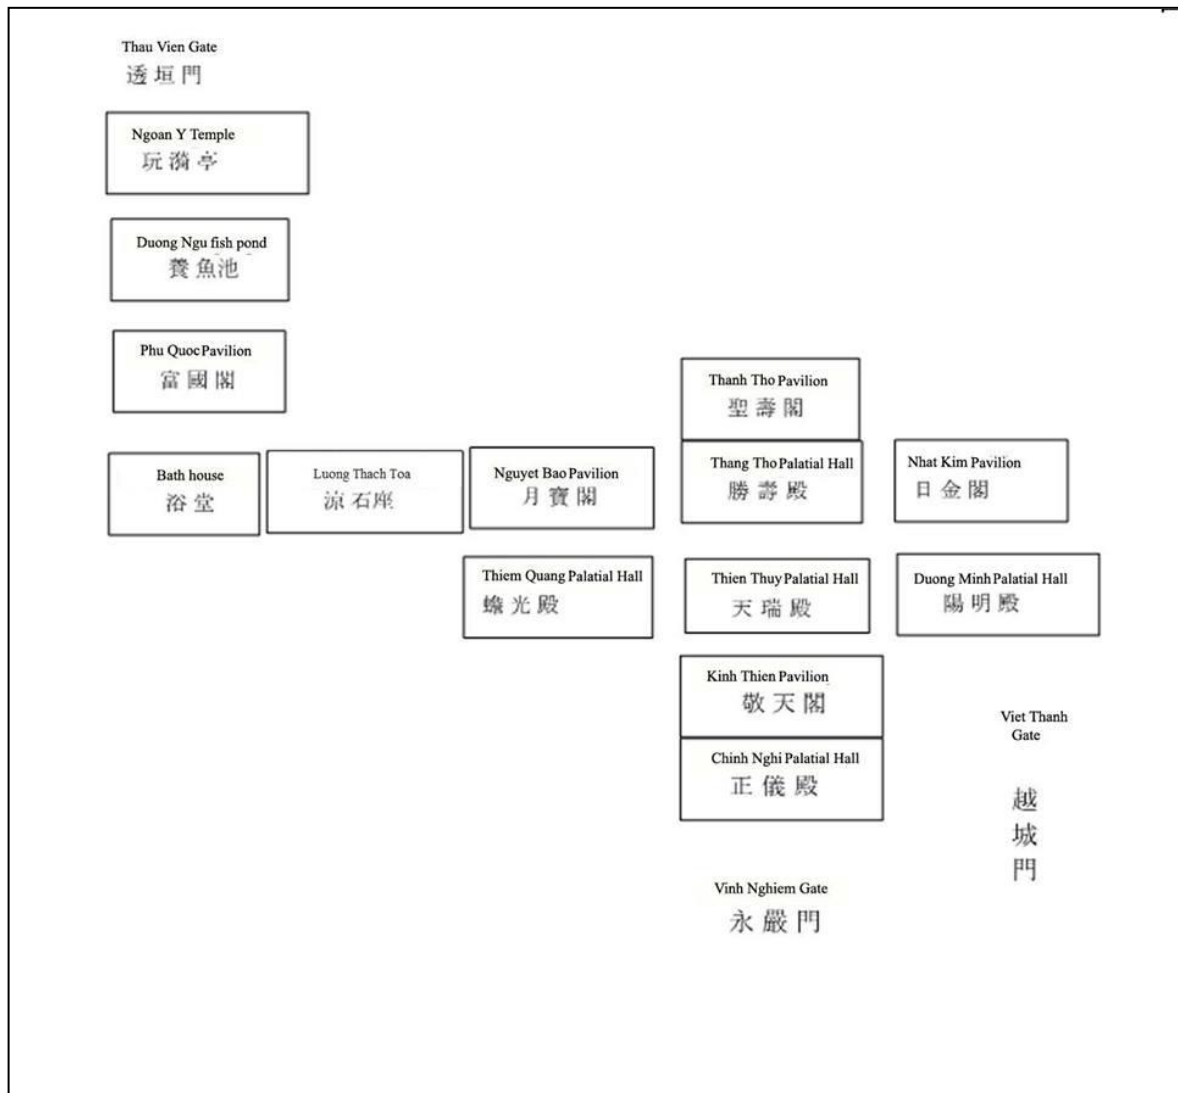 Thau Vien Gate
透垣門
Ngoan Y Temple
玩漪亭
Duong Ngu fish pond
養魚池
Phu Quoc Pavilion
富國閣
Thanh Tho Pavilion
聖壽閣
Bath house
浴堂
Luong Thach Toa
涼石座
Nguyet Bao Pavilion
月寶閣
Thang Tho Palatial Hall
勝壽殿
Nhat Kim Pavilion
日金閣
Thiem Quang Palatial Hall
蟾光殿
Thien Thuy Palatial Hall
天瑞殿
Duong Minh Palatial Hall
陽明殿
Kinh Thien Pavilion
敬天閣
Chinh Nghi Palatial Hall
正儀殿
Viet Thanh
Gate
越城門
Vinh Nghiem Gate
永嚴門